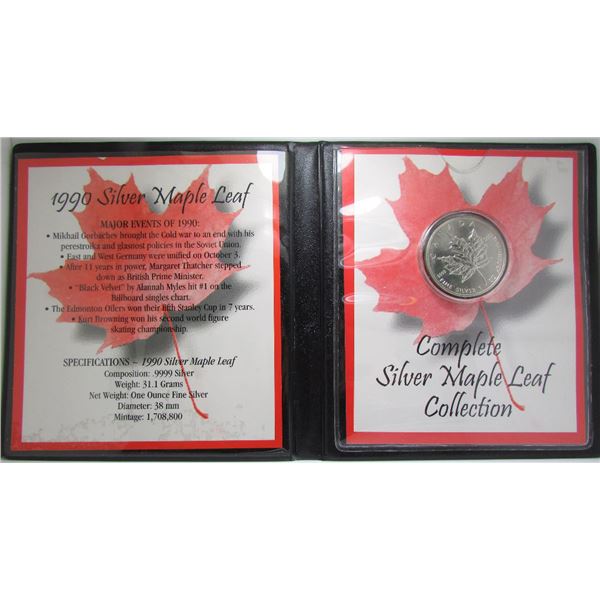 1990 Silver Maple Leaf
MAJOR EVENTS OF 1990:
• Mikhail Gorbachev brought the Cold war to an end with his
perestroika and glasnost policies in the Soviet Union.
• East and West Germany were unified on October 3.
• After 11 years in power, Margaret Thatcher stepped
down as British Prime Minister.
• "Black Velvet" by Alannah Myles hit #1 on the
Billboard singles chart.
• The Edmonton Oilers won their fifth Stanley Cup in 7 years.
• Kurt Browning won his second world figure
skating championship.
SPECIFICATIONS ~ 1990 Silver Maple Leaf
Composition: .9999 Silver
Weight: 31.1 Grams
Net Weight: One Ounce Fine Silver
Diameter: 38 mm
Mintage: 1,708,800
FINE SILVER 1
Complete
Silver Maple Leaf
Collection